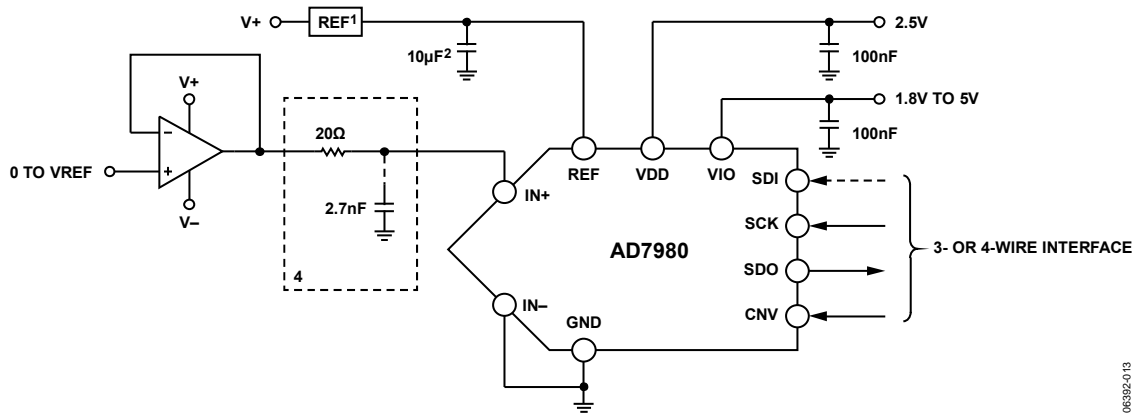 V+
REF1
10µF2
2.5V
100nF
1.8V TO 5V
100nF
V+
−
+
0 TO VREF
V–
20Ω
2.7nF
4
REF
VDD
VIO
IN+
IN–
GND
AD7980
SDI
SCK
SDO
CNV
3- OR 4-WIRE INTERFACE
06392-013